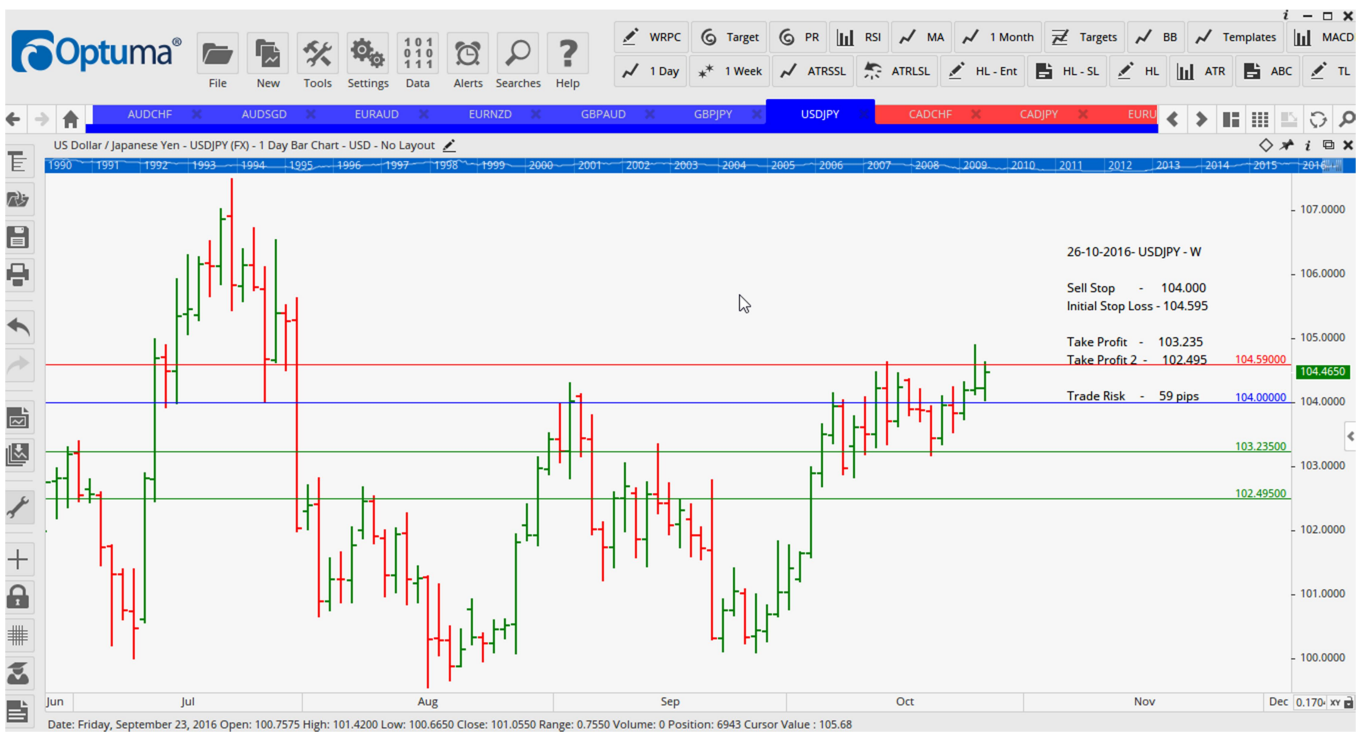 Optuma®
File
New
Tools
Settings
101
010
111
Data
Alerts
Searches
Help
WRPC
Target
PR
RSI
MA
1 Month
Targets
BB
Templates
MACD
1 Day
1 Week
ATRSSL
ATRLSL
HL - Ent
HL - SL
HL
ATR
ABC
TL
AUDCHF
AUDSGD
EURAUD
EURNZD
GBPAUD
GBPJPY
USDJPY
CADCHF
CADJPY
EURU
US Dollar / Japanese Yen - USDJPY (FX) - 1 Day Bar Chart - USD - No Layout
1990 1991 1992 1993 1994 1995 1996 1997 1998 1999 2000 2001 2002 2003 2004 2005 2006 2007 2008 2009 2010 2011 2012 2013 2014 2015 2016
107.0000
26-10-2016- USDJPY - W
106.0000
Sell Stop - 104.000
Initial Stop Loss - 104.595
105.0000
Take Profit - 103.235
Take Profit 2 - 102.495
104.59000
104.4650
Trade Risk - 59 pips
104.00000
104.0000
103.23500
103.0000
102.49500
102.0000
101.0000
100.0000
Jun Jul Aug Sep Oct Nov Dec
0.170
XY
Date: Friday, September 23, 2016 Open: 100.7575 High: 101.4200 Low: 100.6650 Close: 101.0550 Range: 0.7550 Volume: 0 Position: 6943 Cursor Value : 105.68